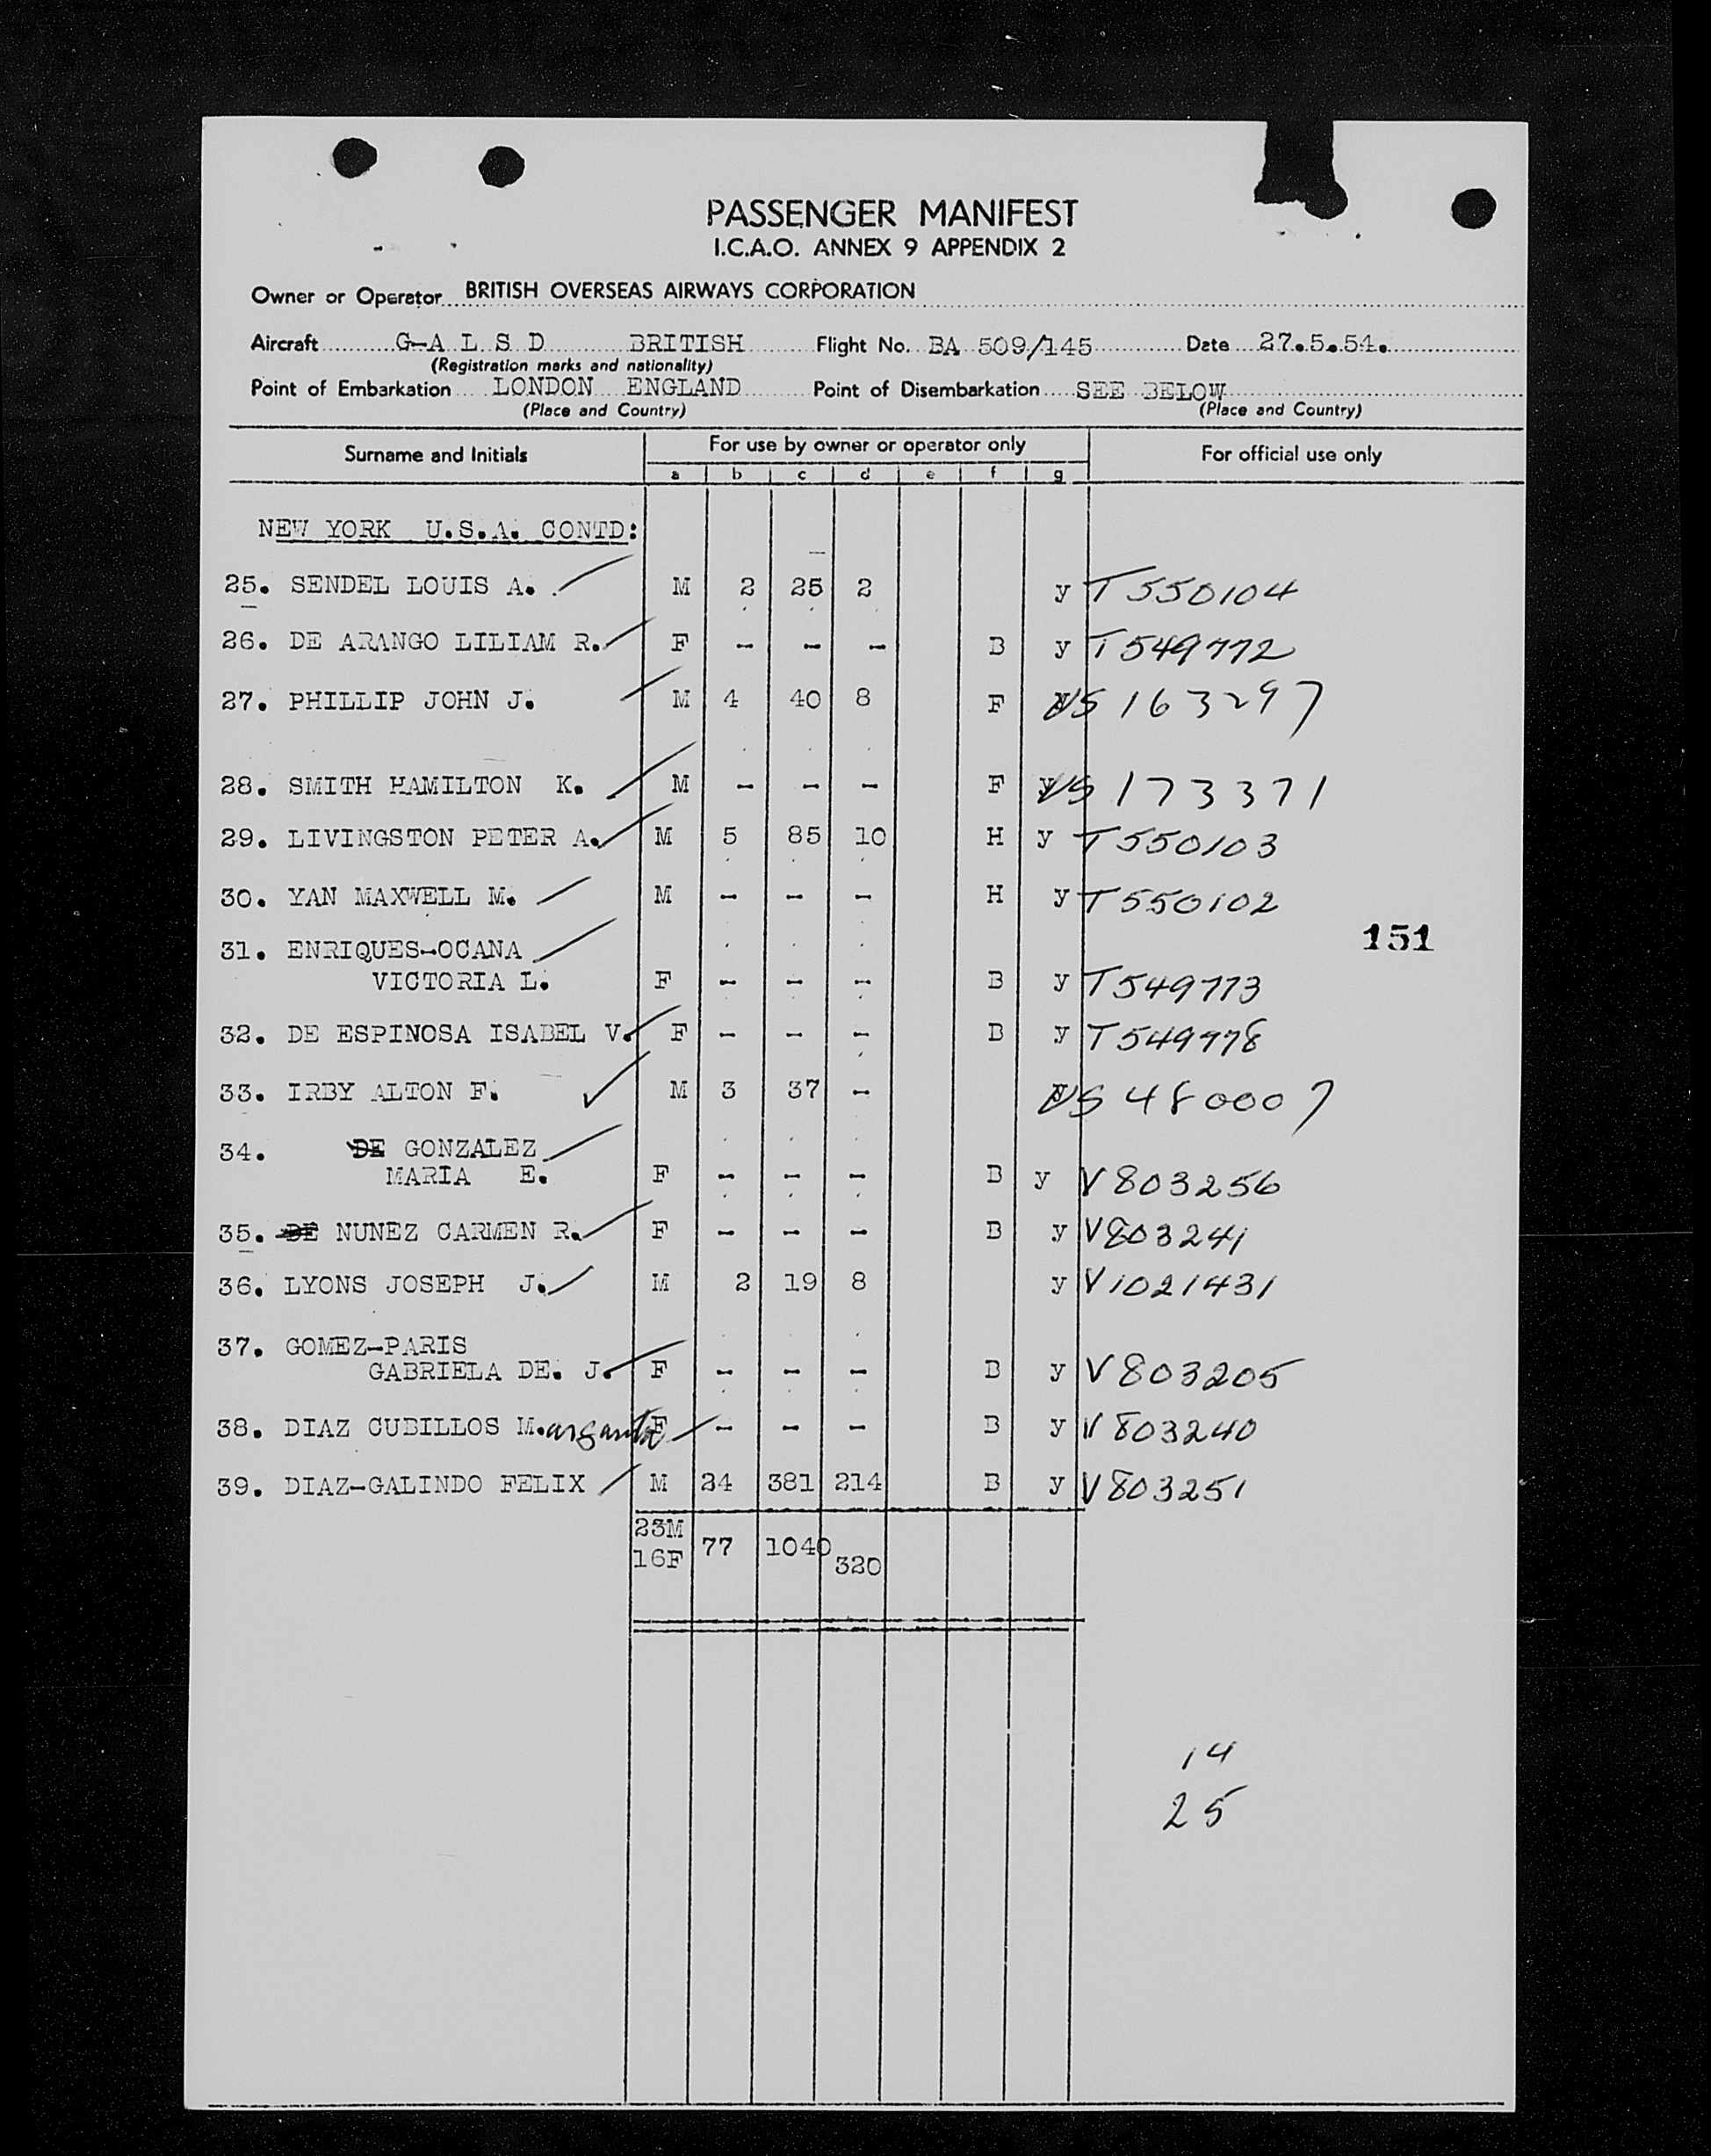 PASSENGER MANIFEST
I.C.A.O. ANNEX 9 APPENDIX 2
Owner or Operator BRITISH OVERSEAS AIRWAYS CORPORATION
Aircraft G-A L S D BRITISH Flight No. BA 509/145 Date 27.5.54.
(Registration marks and nationality)
Point of Embarkation LONDON ENGLAND Point of Disembarkation SEE BELOW
(Place and Country) (Place and Country)
Surname and Initials For use by owner or operator only For official use only
a b c d e f g
NEW YORK U.S.A. CONTD:
25. SENDEL LOUIS A. M 2 25 2 y T550104
26. DE ARANGO LILIAM R. F - - - B y T549772
27. PHILLIP JOHN J. M 4 40 8 F US 163297
28. SMITH HAMILTON K. M - - - F y US 173371
29. LIVINGSTON PETER A. M 5 85 10 H y T550103
30. YAN MAXWELL M. M - - - H y T550102
151
31. ENRIQUES-OCANA
VICTORIA L. F - - - B y T549773
32. DE ESPINOSA ISABEL V. F - - - B y T549778
33. IRBY ALTON F. M 3 37 - US 480007
34. DE GONZALEZ
MARIA E. F - - - B y V803256
35. DE NUNEZ CARMEN R. F - - - B y V803241
36. LYONS JOSEPH J. M 2 19 8 y V1021431
37. GOMEZ-PARIS
GABRIELA DE. J. F - - - B y V803205
38. DIAZ CUBILLOS M. F - - - B y V803240
39. DIAZ-GALINDO FELIX M 24 381 214 B y V803251
23M
16F 77 1040 320
14
25